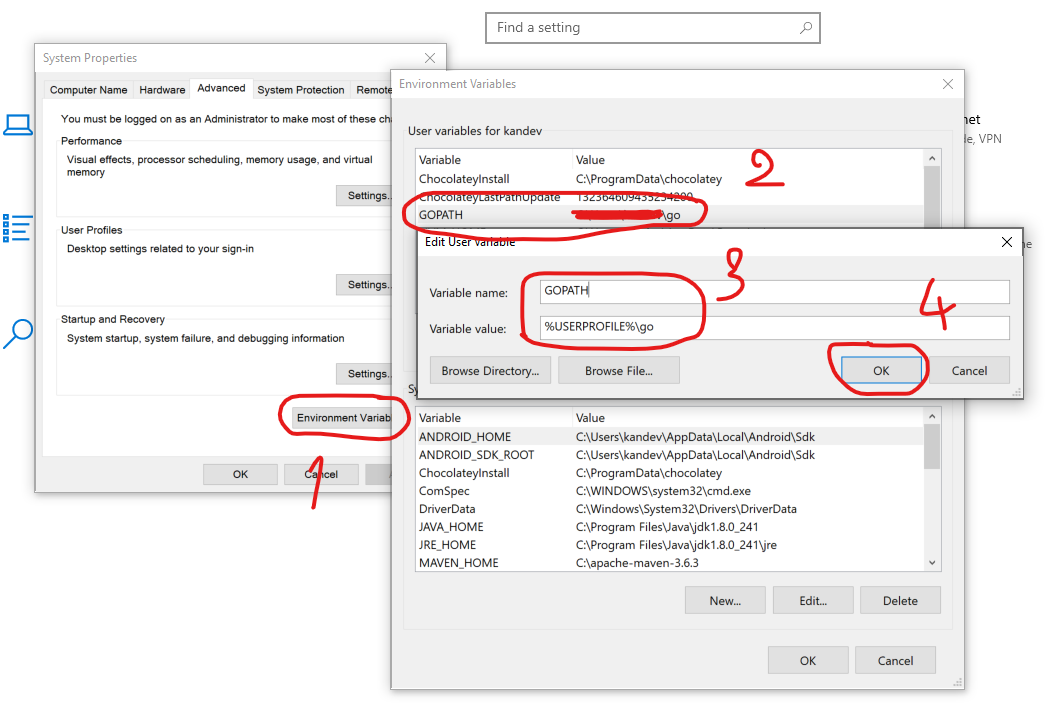 Find a setting
System Properties
Computer Name Hardware Advanced System Protection Remote
You must be logged on as an Administrator to make most of these cha
Performance
Visual effects, processor scheduling, memory usage, and virtual
memory
Settings..
User Profiles
Desktop settings related to your sign-in
Settings..
Startup and Recovery
System startup, system failure, and debugging information
Settings..
Environment Variab
1
OK Cancel
Environment Variables
User variables for kandev
Variable Value
ChocolateyInstall C:\ProgramData\chocolatey
2
ChocolateyLastPathUpdate 132364609435294200
GOPATH \go
Edit User Variable
3
Variable name: GOPATH
4
Variable value: %USERPROFILE%\go
Browse Directory... Browse File... OK Cancel
Sy
Variable Value
ANDROID_HOME C:\Users\kandev\AppData\Local\Android\Sdk
ANDROID_SDK_ROOT C:\Users\kandev\AppData\Local\Android\Sdk
ChocolateyInstall C:\ProgramData\chocolatey
ComSpec C:\WINDOWS\system32\cmd.exe
DriverData C:\Windows\System32\Drivers\DriverData
JAVA_HOME C:\Program Files\Java\jdk1.8.0_241
JRE_HOME C:\Program Files\Java\jdk1.8.0_241\jre
MAVEN_HOME C:\apache-maven-3.6.3
New... Edit... Delete
OK Cancel
net
de, VPN
ne